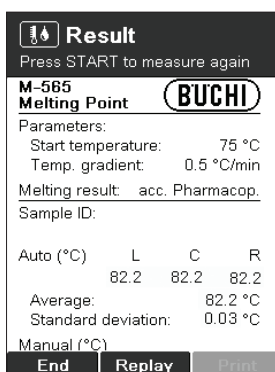 Result
Press START to measure again
M-565
Melting Point
BÜCHI
Parameters:
Start temperature: 75 °C
Temp. gradient: 0.5 °C/min
Melting result: acc. Pharmacop.
Sample ID:
Auto (°C) L C R
82.2 82.2 82.2
Average: 82.2 °C
Standard deviation: 0.03 °C
Manual (°C)
End Replay Print